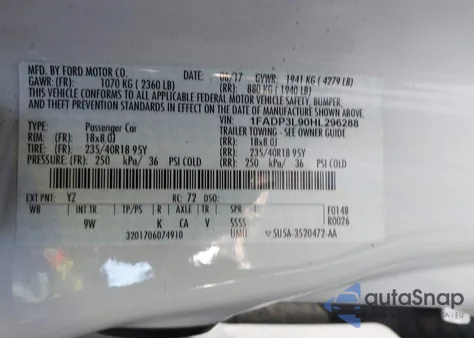 MFD. BY FORD MOTOR CO. DATE: 06/17 GVWR: 1941 KG ( 4279 LB)
GAWR: (FR): 1070 KG ( 2360 LB) (RR): 880 KG ( 1940 LB)
THIS VEHICLE CONFORMS TO ALL APPLICABLE FEDERAL MOTOR VEHICLE SAFETY, BUMPER,
AND THEFT PREVENTION STANDARDS IN EFFECT ON THE DATE OF MANUFACTURE SHOWN ABOVE.
VIN: 1FADP3L90HL296288
TYPE: Passenger Car TRAILER TOWING-SEE OWNER GUIDE
RIM: (FR): 18x8.0J (RR): 18x8.0J
TIRE: (FR): 235/40R18 95Y (RR): 235/40R18 95Y
PRESSURE: (FR): 250 kPa/ 36 PSI COLD (RR): 250 kPa/ 36 PSI COLD
EXT PNT: YZ RC: 72 DSO:
WB INT TR TP/PS R AXLE TR SPR F0148
9W K CA V SSSS R0026
3201706074910 UMU SU5A-3520472-AA
autaSnap